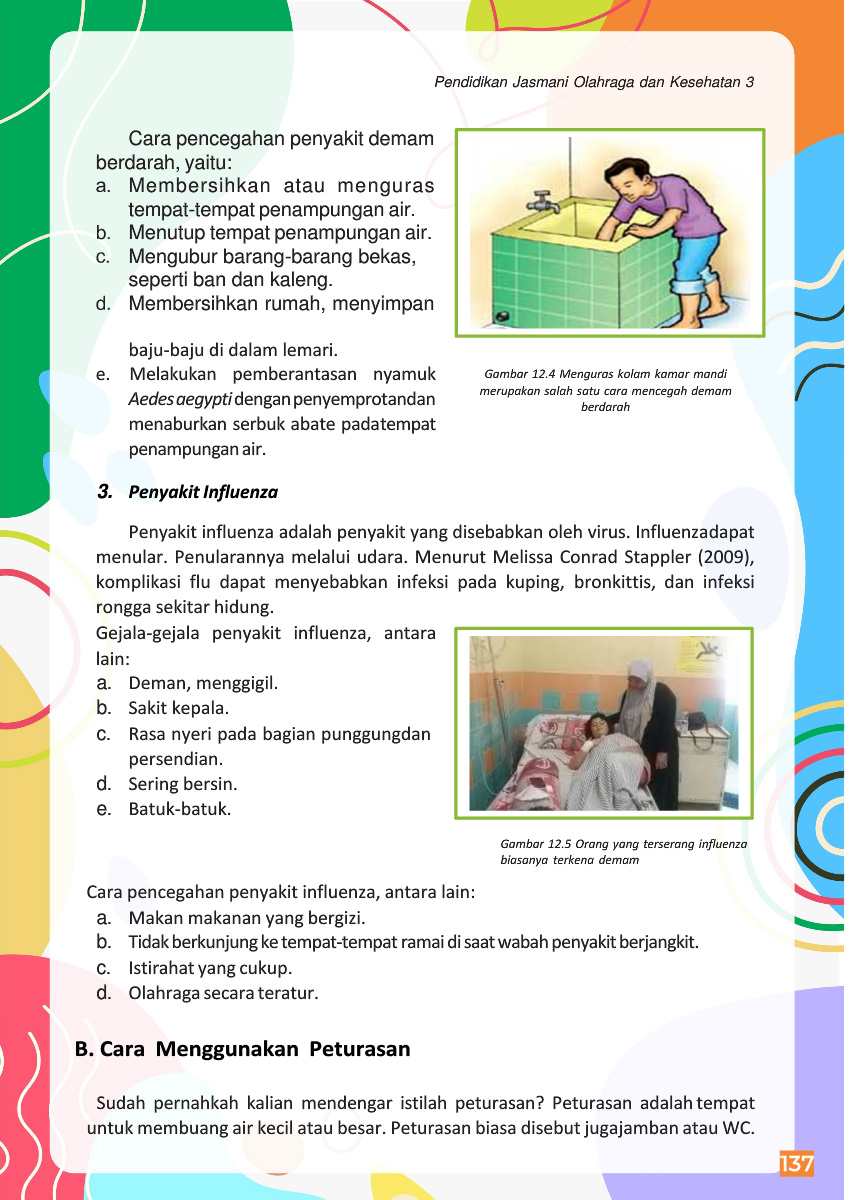 Pendidikan Jasmani Olahraga dan Kesehatan 3
Cara pencegahan penyakit demam
berdarah, yaitu:
a. Membersihkan atau menguras
tempat-tempat penampungan air.
b. Menutup tempat penampungan air.
c. Mengubur barang-barang bekas,
seperti ban dan kaleng.
d. Membersihkan rumah, menyimpan
baju-baju di dalam lemari.
e. Melakukan pemberantasan nyamuk
Aedes aegypti dengan penyemprotandan
menaburkan serbuk abate padatempat
penampungan air.
Gambar 12.4 Menguras kolam kamar mandi
merupakan salah satu cara mencegah demam
berdarah
3. Penyakit Influenza
Penyakit influenza adalah penyakit yang disebabkan oleh virus. Influenzadapat
menular. Penularannya melalui udara. Menurut Melissa Conrad Stappler (2009),
komplikasi flu dapat menyebabkan infeksi pada kuping, bronkittis, dan infeksi
rongga sekitar hidung.
Gejala-gejala penyakit influenza, antara
lain:
a. Deman, menggigil.
b. Sakit kepala.
c. Rasa nyeri pada bagian punggungdan
persendian.
d. Sering bersin.
e. Batuk-batuk.
Gambar 12.5 Orang yang terserang influenza
biasanya terkena demam
Cara pencegahan penyakit influenza, antara lain:
a. Makan makanan yang bergizi.
b. Tidak berkunjung ke tempat-tempat ramai di saat wabah penyakit berjangkit.
c. Istirahat yang cukup.
d. Olahraga secara teratur.
B. Cara Menggunakan Peturasan
Sudah pernahkah kalian mendengar istilah peturasan? Peturasan adalah tempat
untuk membuang air kecil atau besar. Peturasan biasa disebut jugajamban atau WC.
137